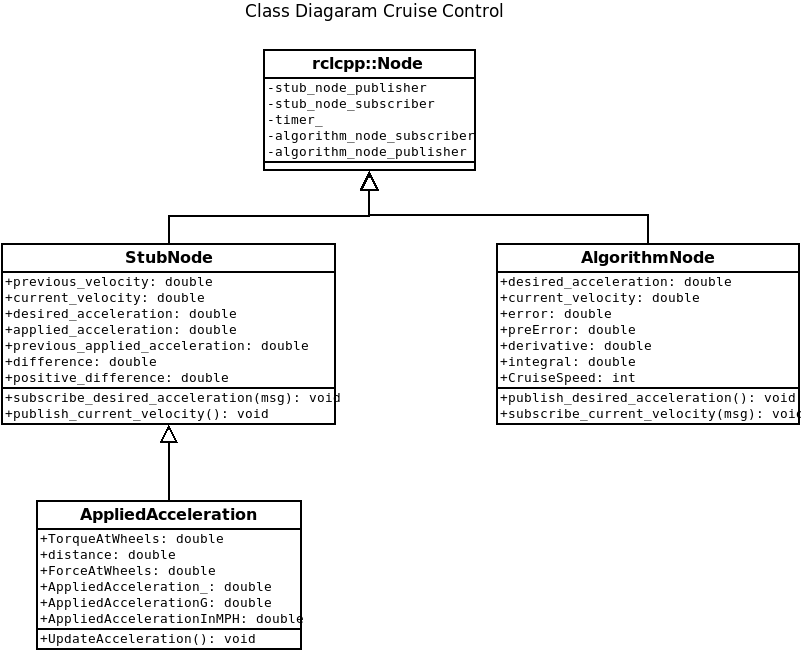 Class Diagaram Cruise Control
rclcpp::Node
-stub_node_publisher
-stub_node_subscriber
-timer_
-algorithm_node_subscriber
-algorithm_node_publisher
StubNode
+previous_velocity: double
+current_velocity: double
+desired_acceleration: double
+applied_acceleration: double
+previous_applied_acceleration: double
+difference: double
+positive_difference: double
+subscribe_desired_acceleration(msg): void
+publish_current_velocity(): void
AlgorithmNode
+desired_acceleration: double
+current_velocity: double
+error: double
+preError: double
+derivative: double
+integral: double
+CruiseSpeed: int
+publish_desired_acceleration(): void
+subscribe_current_velocity(msg): void
AppliedAcceleration
+TorqueAtWheels: double
+distance: double
+ForceAtWheels: double
+AppliedAcceleration_: double
+AppliedAccelerationG: double
+AppliedAccelerationInMPH: double
+UpdateAcceleration(): void